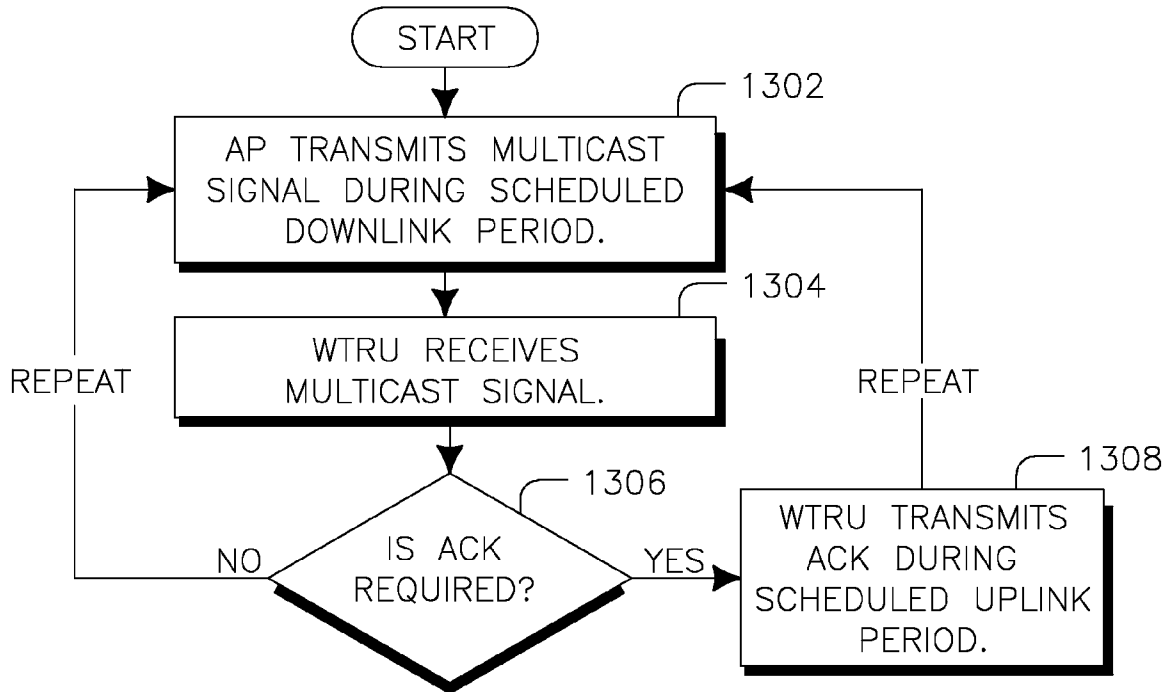 START
1302
AP TRANSMITS MULTICAST
SIGNAL DURING SCHEDULED
DOWNLINK PERIOD.
1304
WTRU RECEIVES
MULTICAST SIGNAL.
REPEAT
REPEAT
1306
IS ACK
REQUIRED?
NO
YES
1308
WTRU TRANSMITS
ACK DURING
SCHEDULED UPLINK
PERIOD.